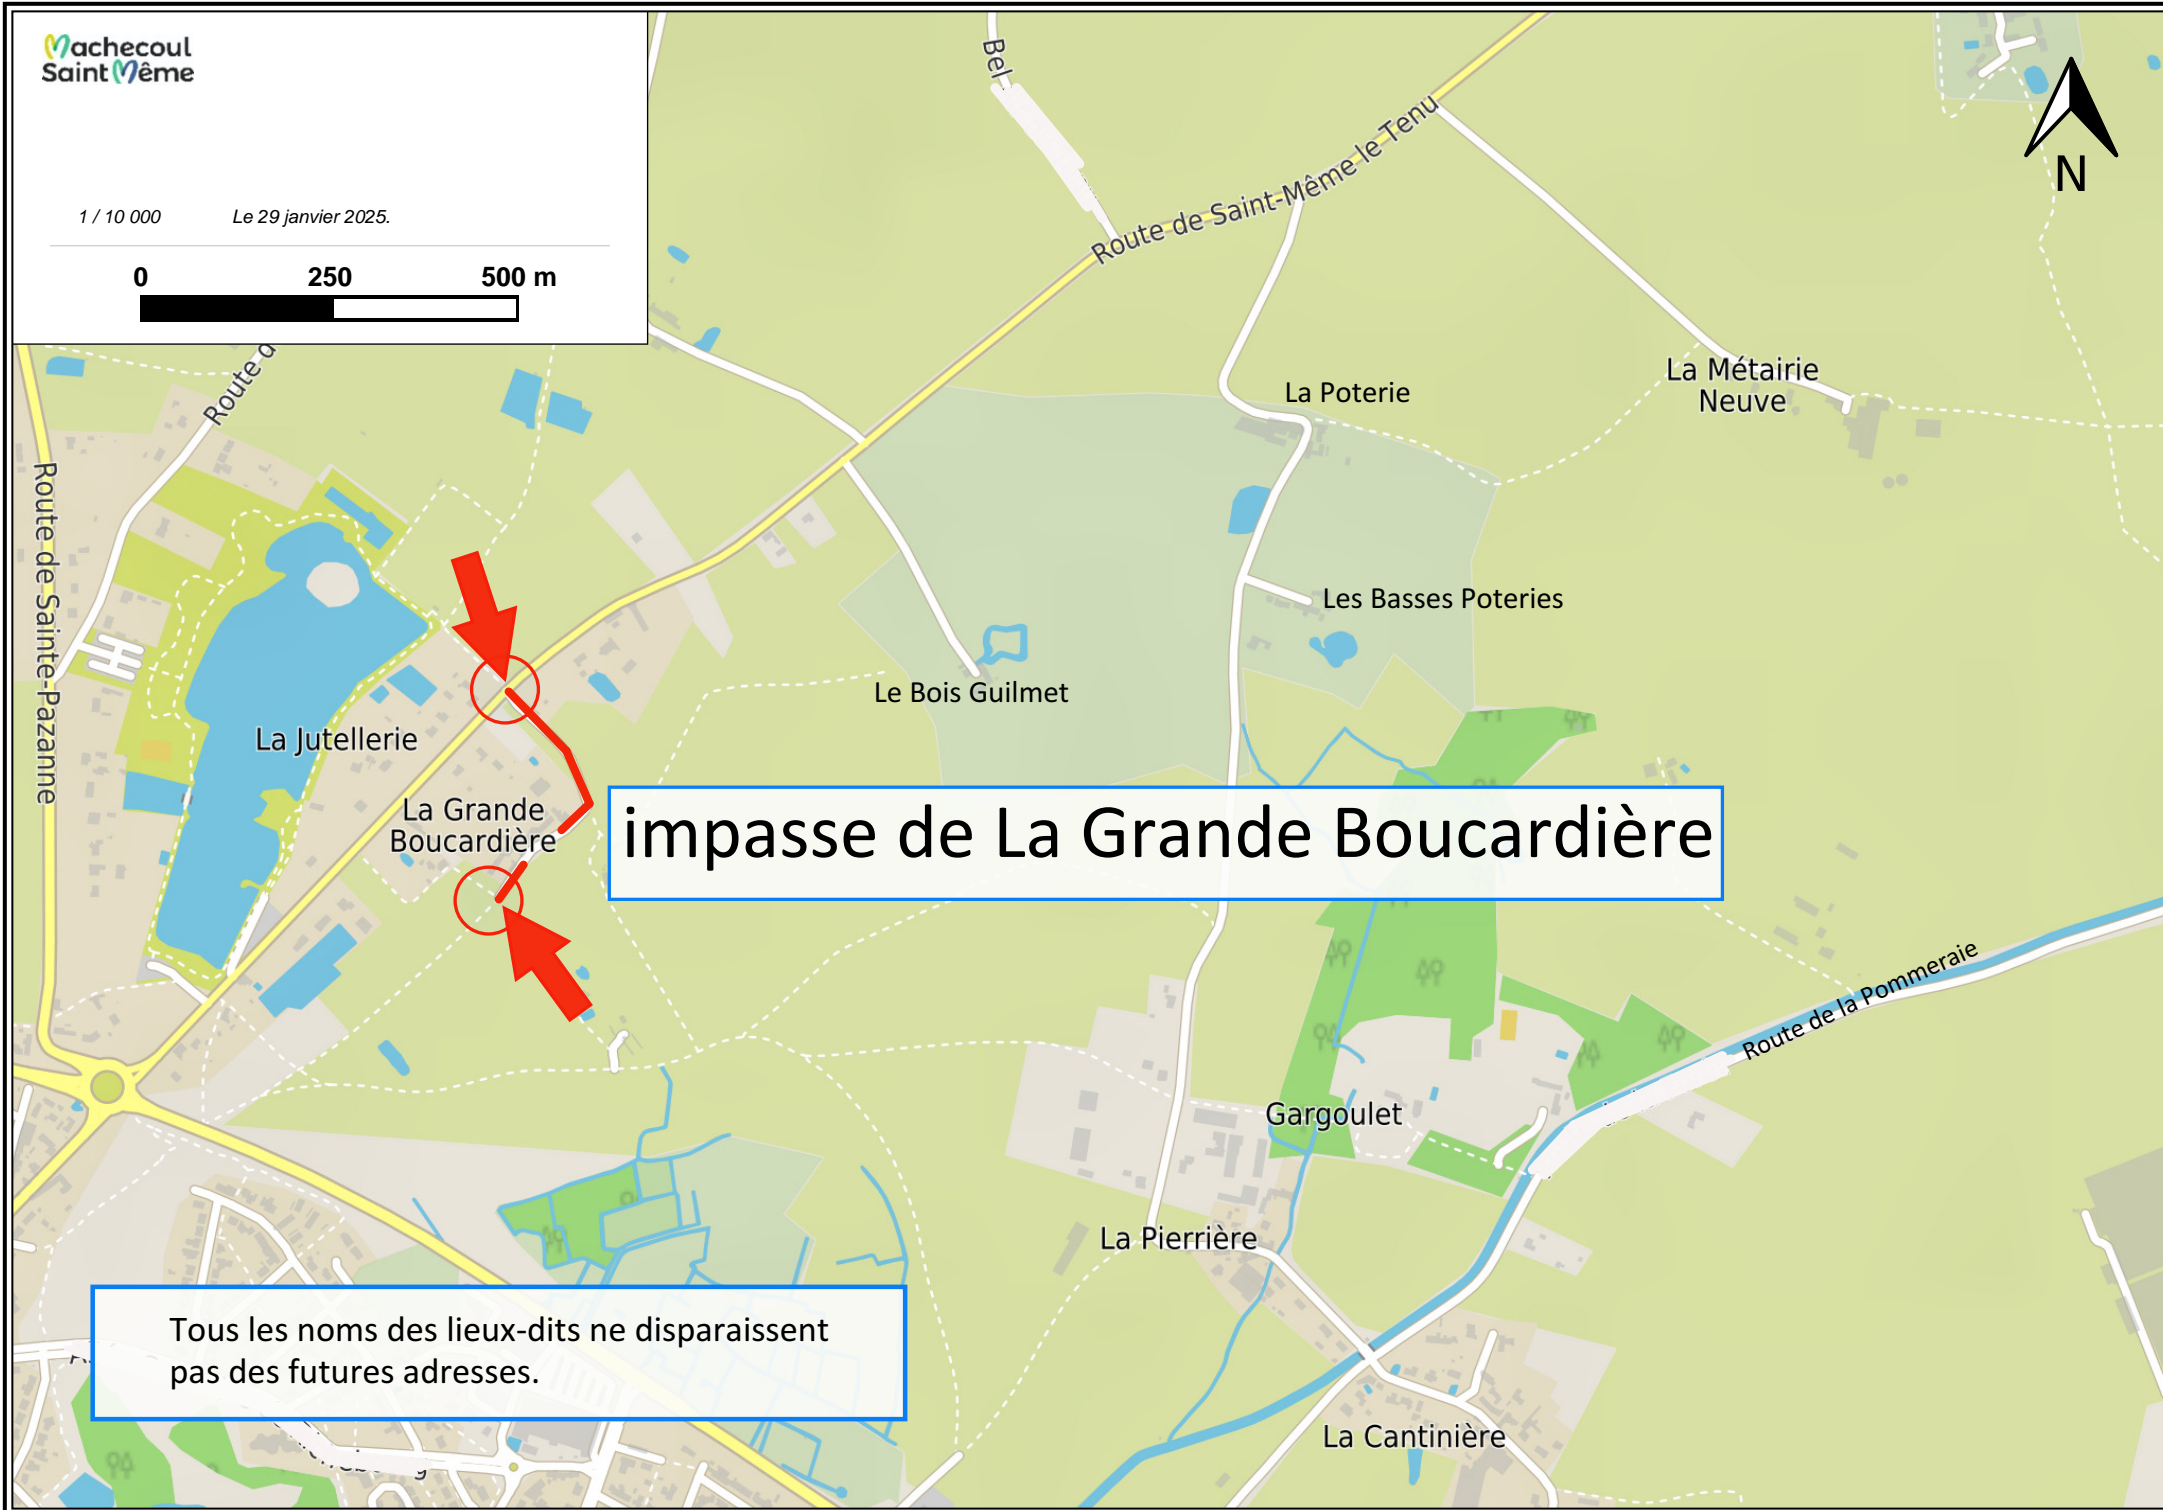 Machecoul
Saint Même
1 / 10 000 Le 29 janvier 2025.
0 250 500 m
N
Bel
Route de Saint-Même le Tenu
Route d
Route de Sainte-Pazanne
La Métairie
Neuve
La Poterie
Les Basses Poteries
Le Bois Guilmet
La Jutellerie
La Grande
Boucardière
impasse de La Grande Boucardière
Route de la Pommeraie
Gargoulet
La Pierrière
Tous les noms des lieux-dits ne disparaissent
pas des futures adresses.
La Cantinière